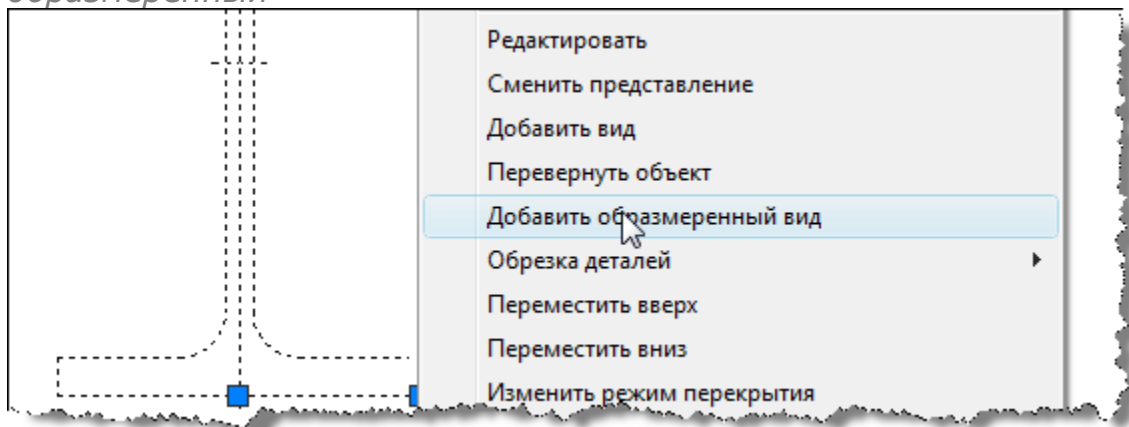 образмеренный
Редактировать
Сменить представление
Добавить вид
Перевернуть объект
Добавить образмеренный вид
Обрезка деталей
Переместить вверх
Переместить вниз
Изменить режим перекрытия